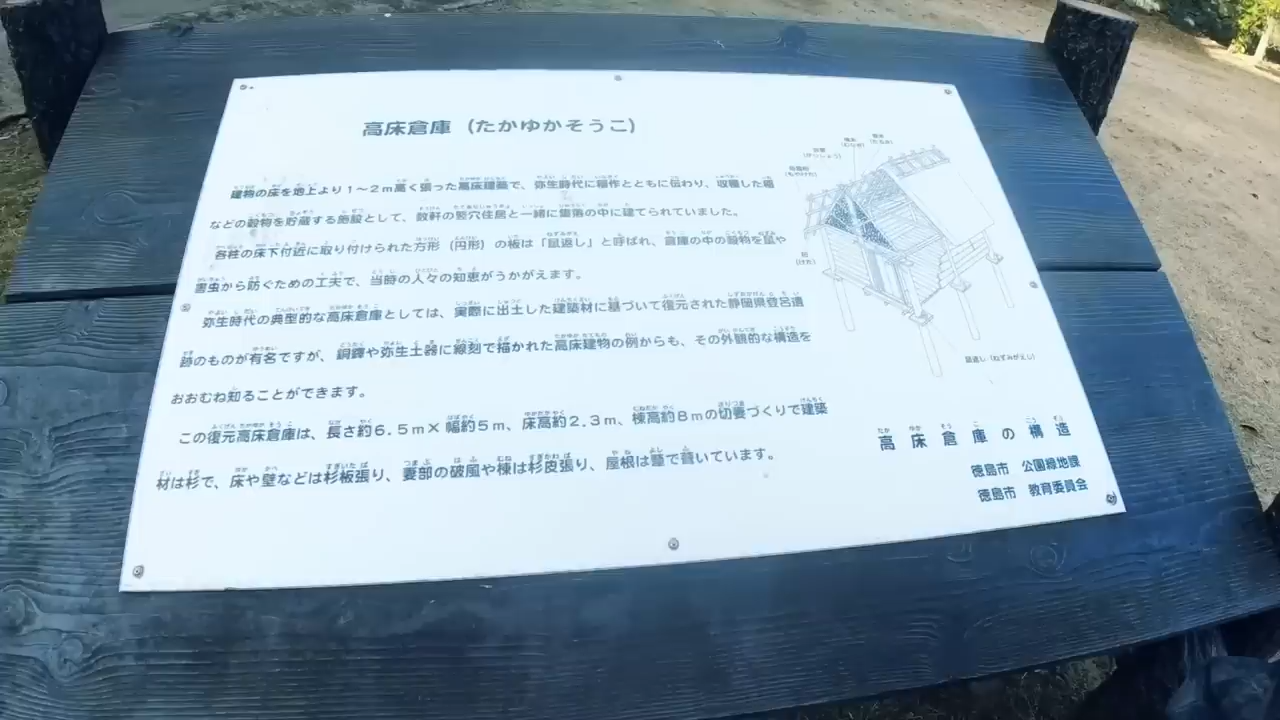 高床倉庫 (たかゆかそうこ)
建物の床を地上より1〜2m高く張った高床建築で、弥生時代に稲作とともに伝わり、収穫した稲
などの穀物を貯蔵する施設として、数軒の竪穴住居と一緒に集落の中に建てられていました。
各柱の床下付近に取り付けられた方形(円形)の板は「鼠返し」と呼ばれ、倉庫の中の穀物を鼠や
害虫から防ぐための工夫で、当時の人々の知恵がうかがえます。
弥生時代の典型的な高床倉庫としては、実際に出土した建築材に基づいて復元された静岡県登呂遺
跡のものが有名ですが、銅鐸や弥生土器に線刻で描かれた高床建物の例からも、その外観的な構造を
おおむね知ることができます。
この復元高床倉庫は、長さ約6.5m×幅約5m、床高約2.3m、棟高約8mの切妻づくりで建築
材は杉で、床や壁などは杉板張り、妻部の破風や棟は杉皮張り、屋根は葦で葺いています。
鼠返し(ねずみがえし)
高床倉庫の構造
徳島市 公園緑地課
徳島市 教育委員会